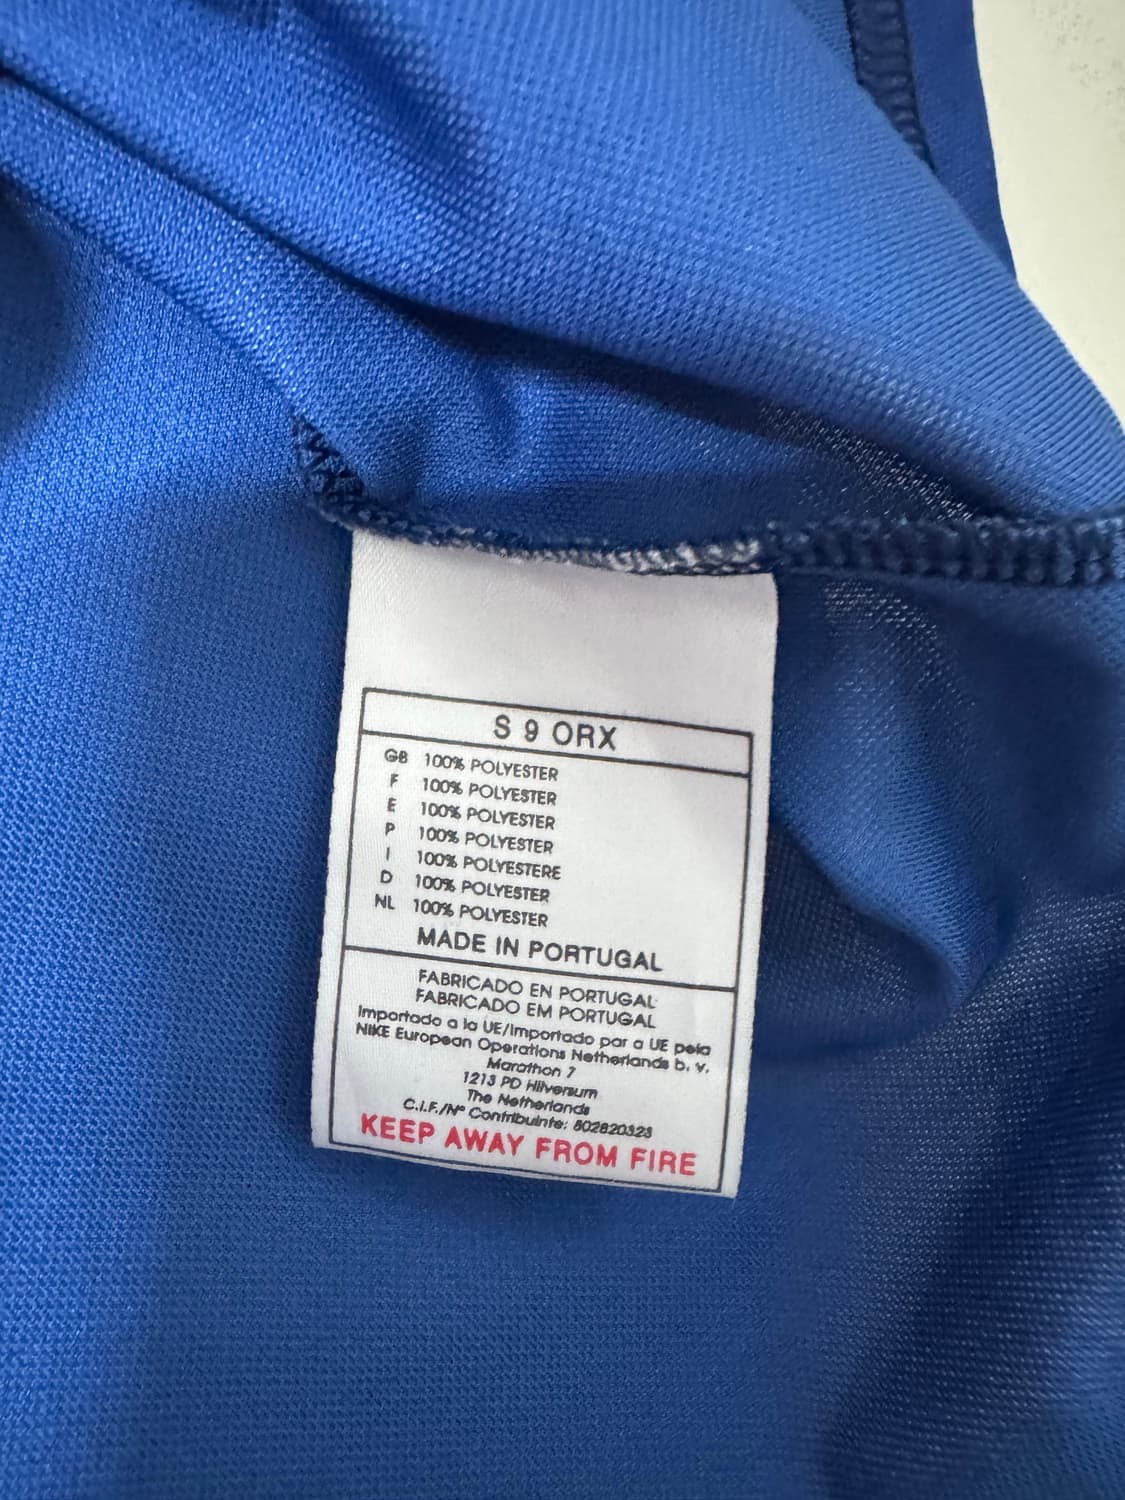 S 9 ORX
GB 100% POLYESTER
F 100% POLYESTER
E 100% POLYESTER
P 100% POLYESTER
I 100% POLYESTERE
D 100% POLYESTER
NL 100% POLYESTER
MADE IN PORTUGAL
FABRICADO EN PORTUGAL
FABRICADO EM PORTUGAL
Importado a la UE/Importado par a UE pela
NIKE European Operations Netherlands b. v.
Marathon 7
1213 PD Hilversum
The Netherlands
C.I.F./Nº Contribuinte: 802820323
KEEP AWAY FROM FIRE